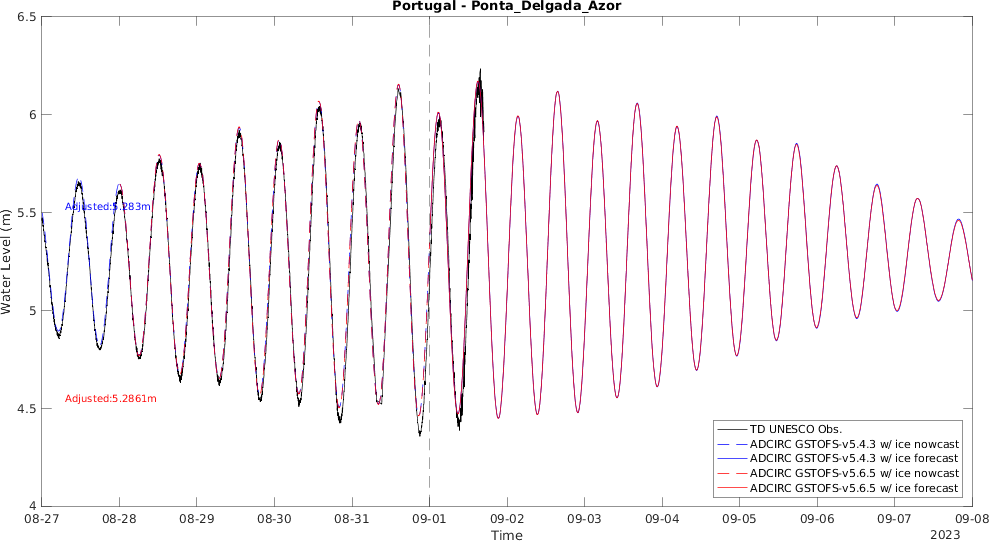 Portugal - Ponta_Delgada_Azor
6.5
6
5.5
5
4.5
4
Water Level (m)
Adjusted:5.283m
Adjusted:5.2861m
TD UNESCO Obs.
ADCIRC GSTOFS-v5.4.3 w/ ice nowcast
ADCIRC GSTOFS-v5.4.3 w/ ice forecast
ADCIRC GSTOFS-v5.6.5 w/ ice nowcast
ADCIRC GSTOFS-v5.6.5 w/ ice forecast
08-27 08-28 08-29 08-30 08-31 09-01 09-02 09-03 09-04 09-05 09-06 09-07 09-08
Time
2023